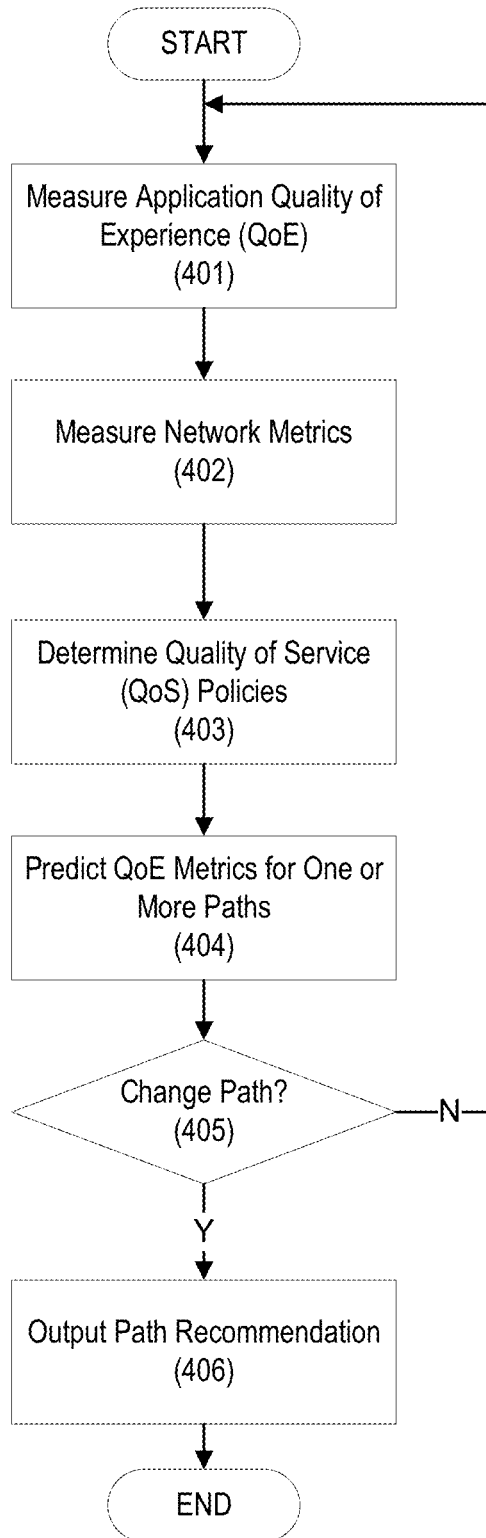 START
Measure Application Quality of
Experience (QoE)
(401)
Measure Network Metrics
(402)
Determine Quality of Service
(QoS) Policies
(403)
Predict QoE Metrics for One or
More Paths
(404)
Change Path?
(405)
N
Y
Output Path Recommendation
(406)
END